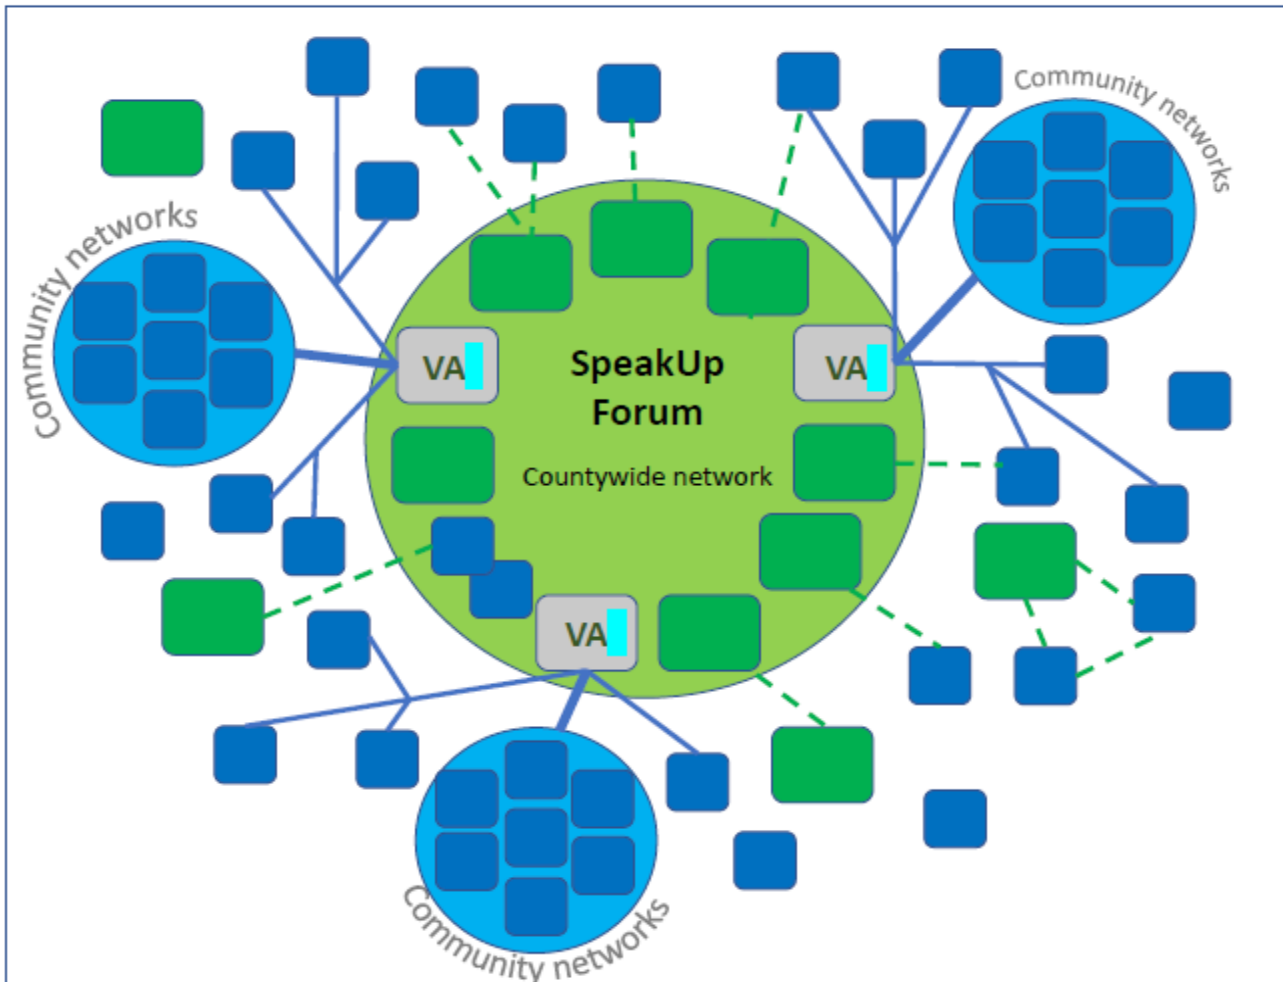 Community networks
Community networks
VA
SpeakUp
Forum
VA
Countywide network
VA
Community networks